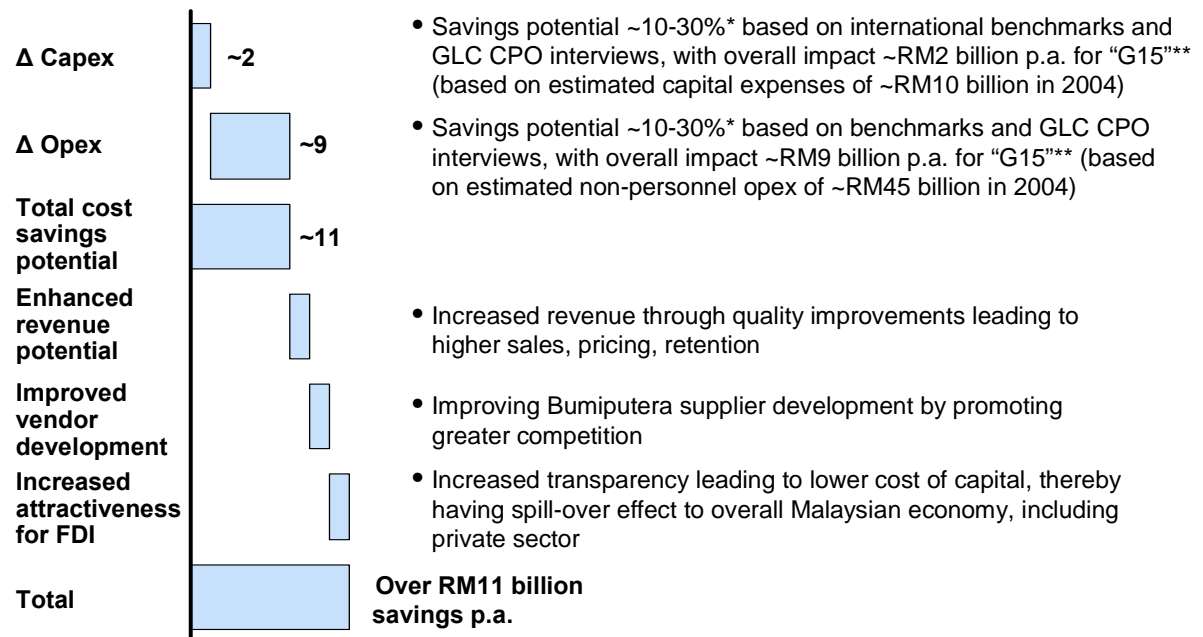 Δ Capex
~2
• Savings potential ~10-30%* based on international benchmarks and
GLC CPO interviews, with overall impact ~RM2 billion p.a. for “G15”**
(based on estimated capital expenses of ~RM10 billion in 2004)
Δ Opex
~9
• Savings potential ~10-30%* based on benchmarks and GLC CPO
interviews, with overall impact ~RM9 billion p.a. for “G15”** (based
on estimated non-personnel opex of ~RM45 billion in 2004)
Total cost
savings
potential
~11
Enhanced
revenue
potential
• Increased revenue through quality improvements leading to
higher sales, pricing, retention
Improved
vendor
development
• Improving Bumiputera supplier development by promoting
greater competition
Increased
attractiveness
for FDI
• Increased transparency leading to lower cost of capital, thereby
having spill-over effect to overall Malaysian economy, including
private sector
Total
Over RM11 billion
savings p.a.